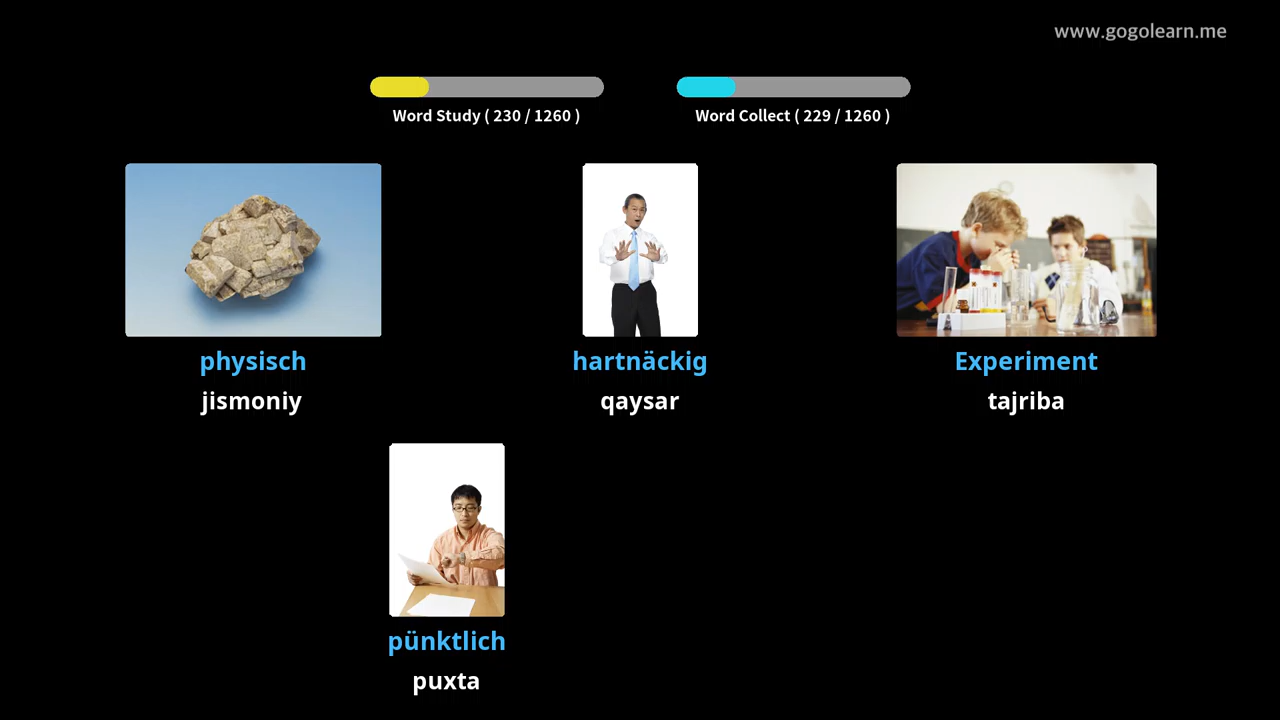 www.gogolearn.me
Word Study ( 230 / 1260 )
Word Collect ( 229 / 1260 )
physisch
jismoniy
hartnäckig
qaysar
Experiment
tajriba
pünktlich
puxta